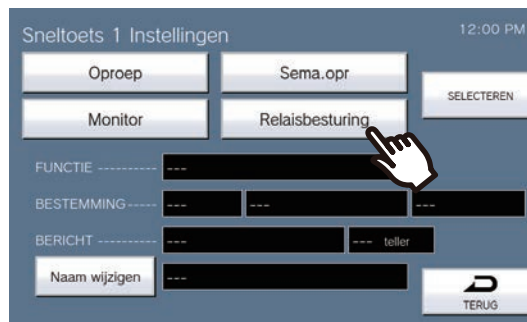 Sneltoets 1 Instellingen 12:00 PM
Oproep Sema.opr
SELECTEREN
Monitor Relaisbesturing
FUNCTIE ---------- ---
BESTEMMING ----- --- --- ---
BERICHT ---------- --- --- teller
Naam wijzigen ---
TERUG